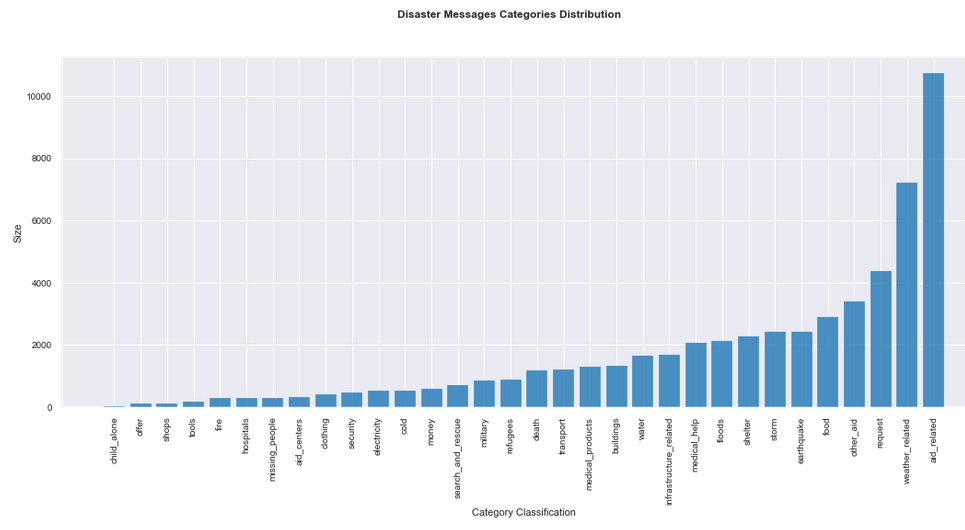 Disaster Messages Categories Distribution
Size
10000
8000
6000
4000
2000
0
child_alone
offer
shops
tools
fire
hospitals
missing_people
aid_centers
clothing
security
electricity
cold
money
search_and_rescue
military
refugees
death
transport
medical_products
buildings
water
infrastructure_related
medical_help
floods
shelter
storm
earthquake
food
other_aid
request
weather_related
aid_related
Category Classification